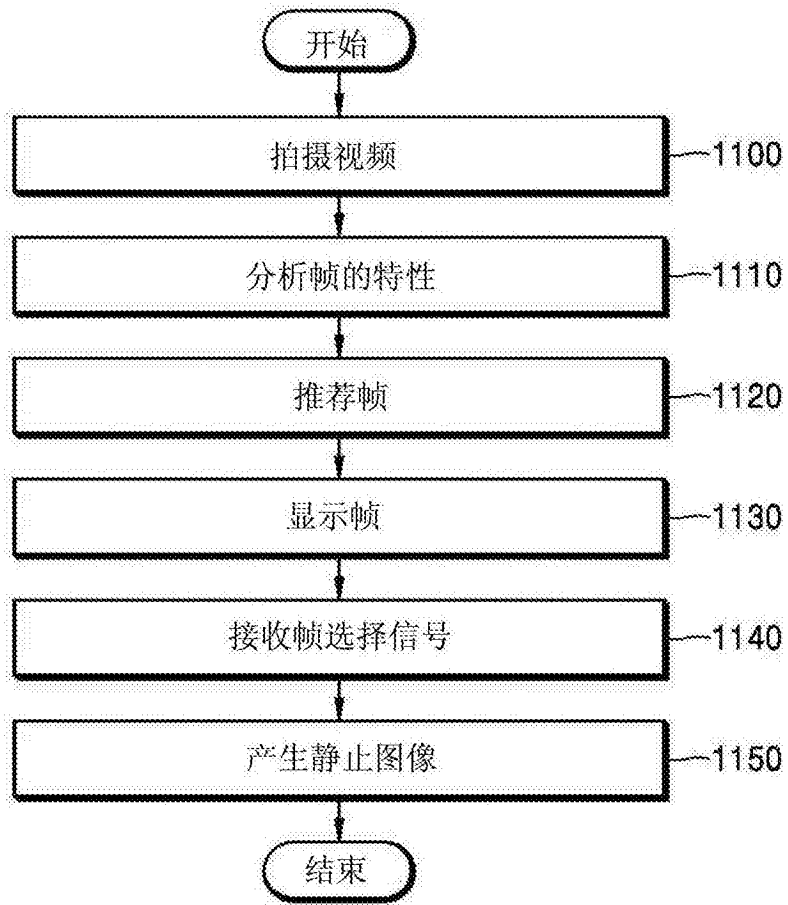 开始
拍摄视频 1100
分析帧的特性 1110
推荐帧 1120
显示帧 1130
接收帧选择信号 1140
产生静止图像 1150
结束